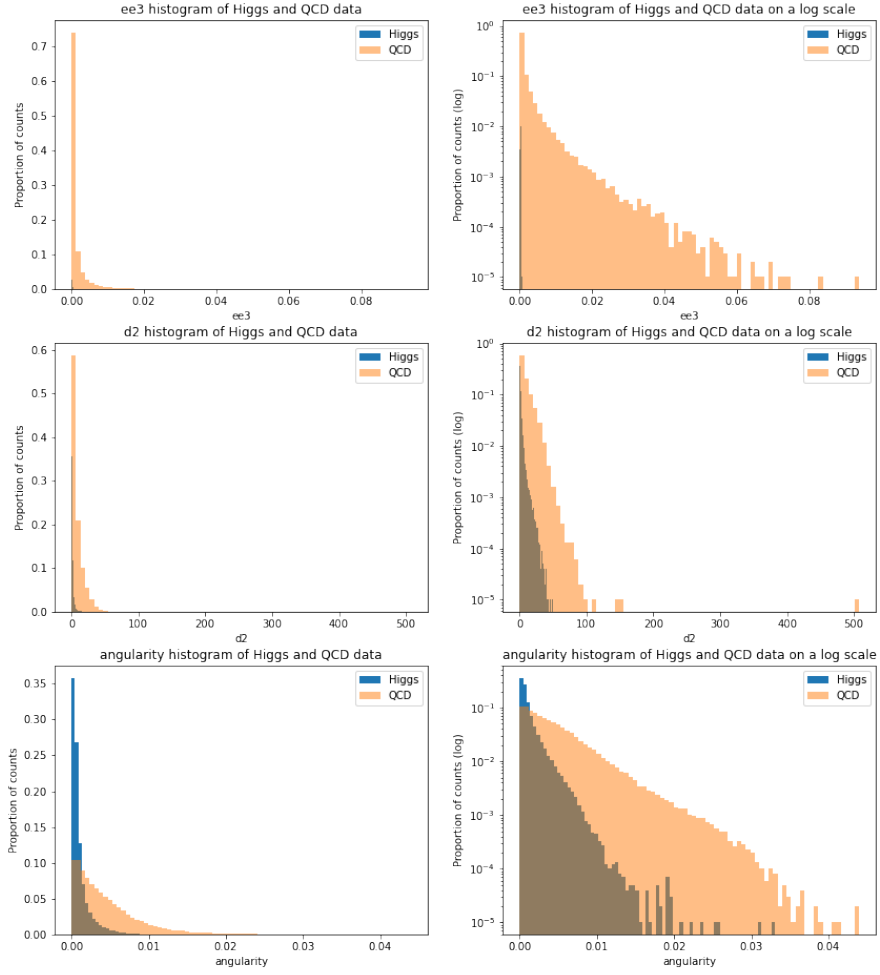 ee3 histogram of Higgs and QCD data
Proportion of counts
0.7
0.6
0.5
0.4
0.3
0.2
0.1
0.0
0.00 0.02 0.04 0.06 0.08
ee3
Higgs
QCD
ee3 histogram of Higgs and QCD data on a log scale
Proportion of counts (log)
10⁰
10⁻¹
10⁻²
10⁻³
10⁻⁴
10⁻⁵
0.00 0.02 0.04 0.06 0.08
ee3
Higgs
QCD
d2 histogram of Higgs and QCD data
Proportion of counts
0.6
0.5
0.4
0.3
0.2
0.1
0.0
0 100 200 300 400 500
d2
Higgs
QCD
d2 histogram of Higgs and QCD data on a log scale
Proportion of counts (log)
10⁰
10⁻¹
10⁻²
10⁻³
10⁻⁴
10⁻⁵
0 100 200 300 400 500
d2
Higgs
QCD
angularity histogram of Higgs and QCD data
Proportion of counts
0.35
0.30
0.25
0.20
0.15
0.10
0.05
0.00
0.00 0.01 0.02 0.03 0.04
angularity
Higgs
QCD
angularity histogram of Higgs and QCD data on a log scale
Proportion of counts (log)
10⁻¹
10⁻²
10⁻³
10⁻⁴
10⁻⁵
0.00 0.01 0.02 0.03 0.04
angularity
Higgs
QCD